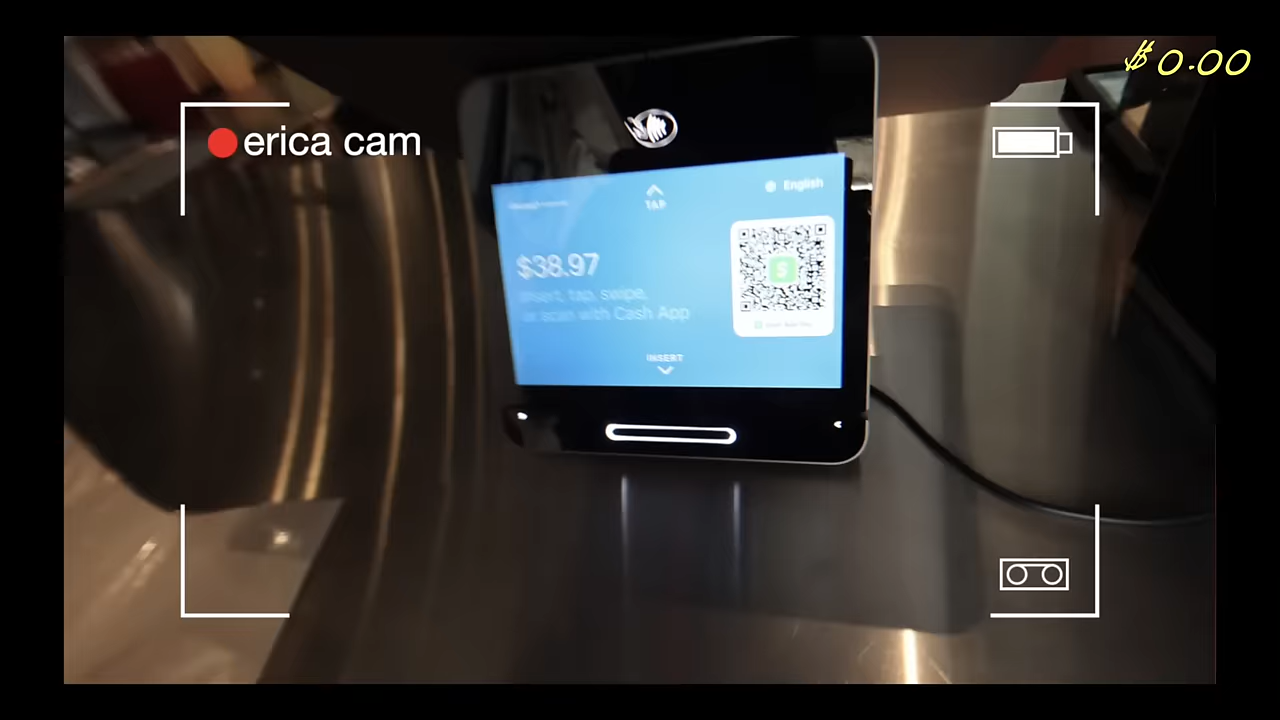 $0.00
erica cam
English
TAP
$38.97
Insert, tap, swipe,
or scan with Cash App
INSERT